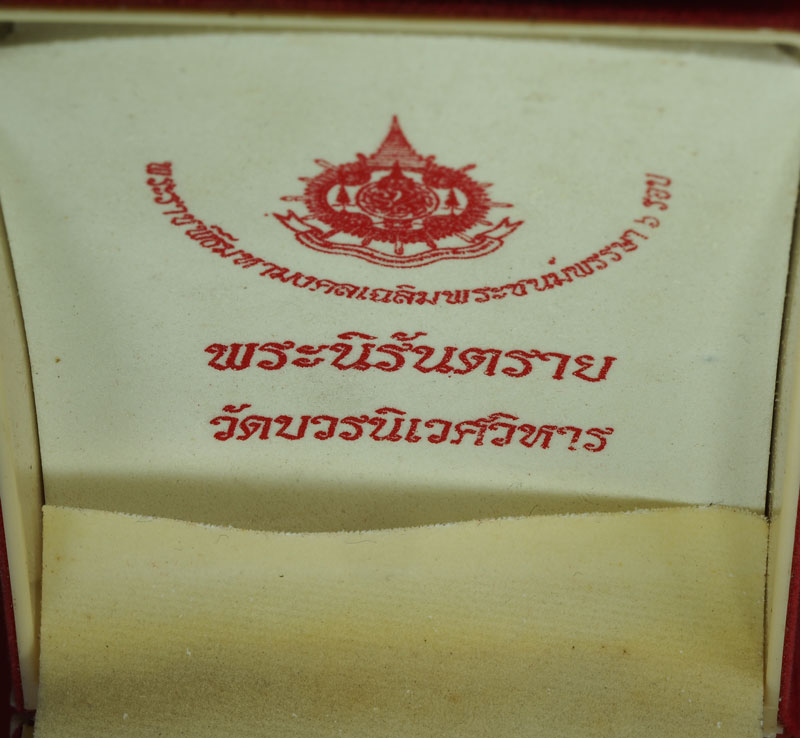 พระราชพิธีมหามงคลเฉลิมพระชนมพรรษา ๖ รอบ
พระนิรันตราย
วัดบวรนิเวศวิหาร